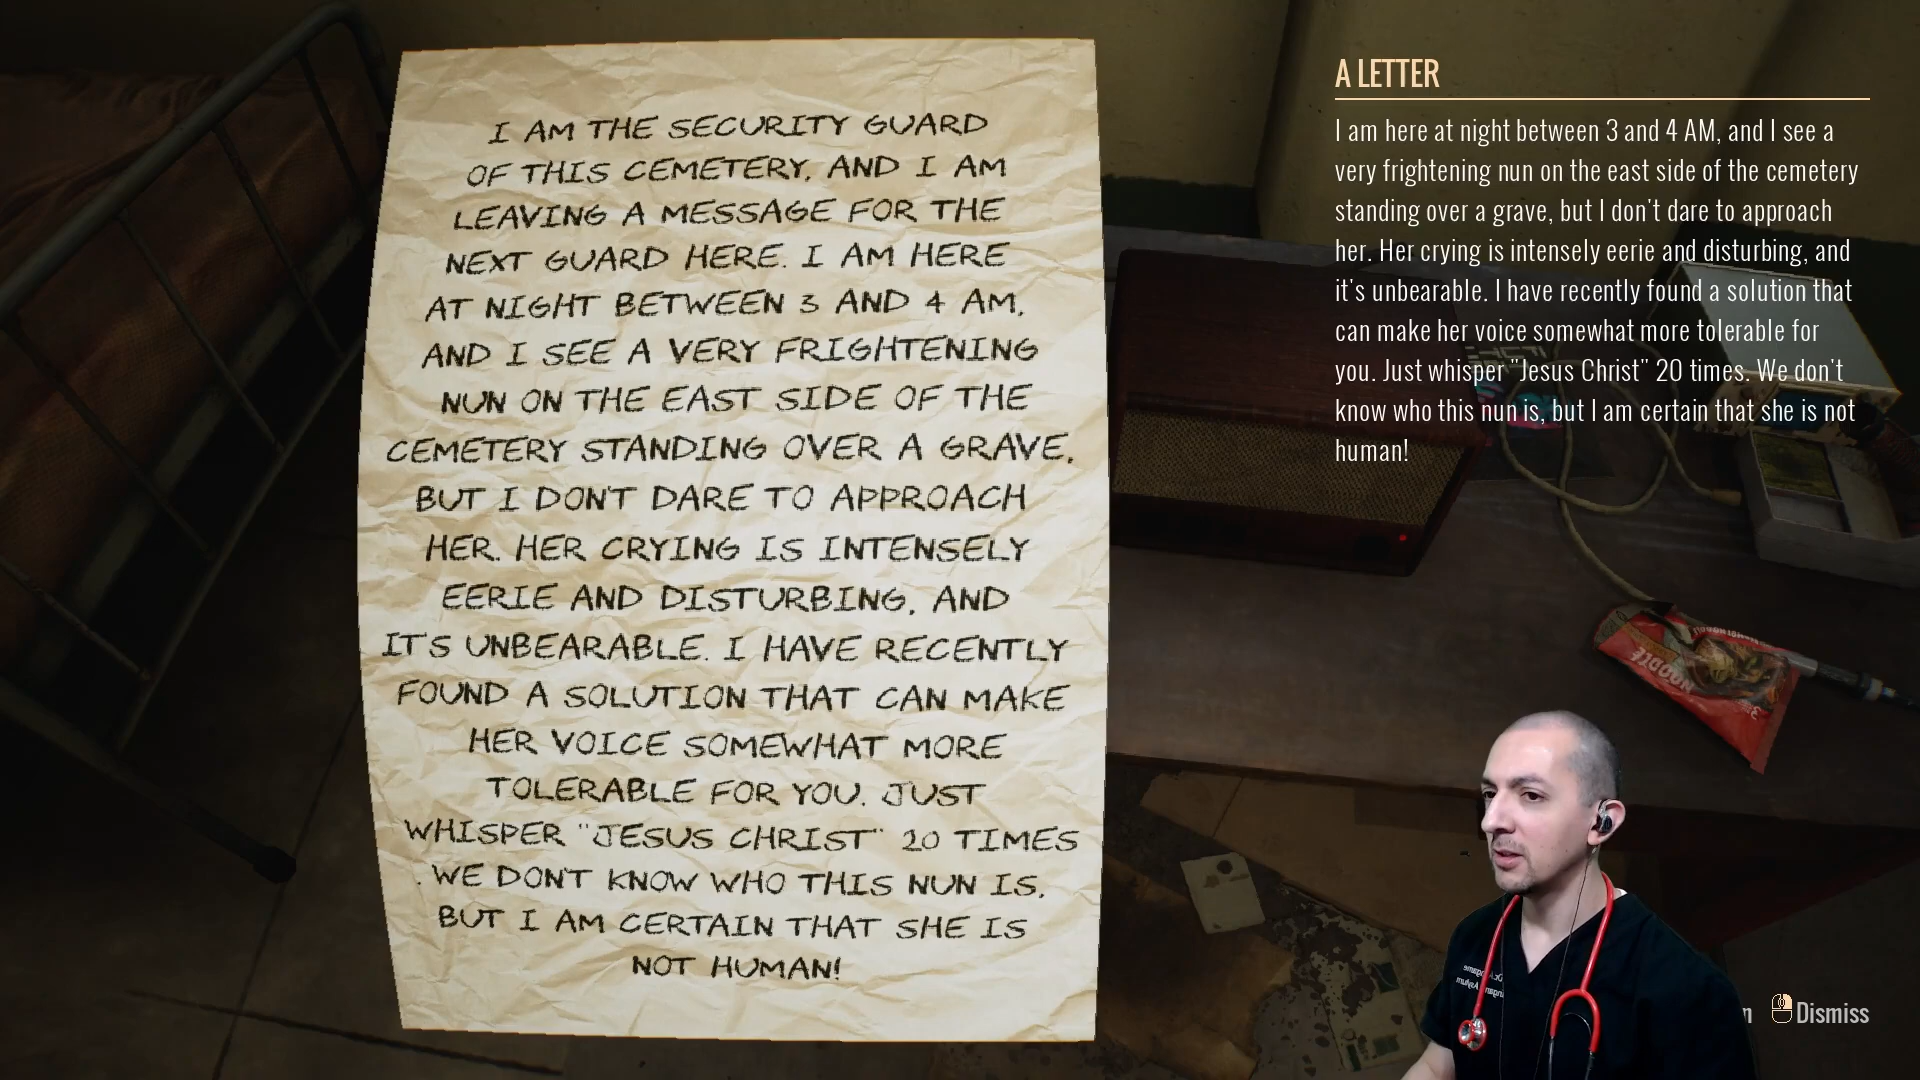 I AM THE SECURITY GUARD
OF THIS CEMETERY, AND I AM
LEAVING A MESSAGE FOR THE
NEXT GUARD HERE. I AM HERE
AT NIGHT BETWEEN 3 AND 4 AM,
AND I SEE A VERY FRIGHTENING
NUN ON THE EAST SIDE OF THE
CEMETERY STANDING OVER A GRAVE,
BUT I DON'T DARE TO APPROACH
HER. HER CRYING IS INTENSELY
EERIE AND DISTURBING, AND
IT'S UNBEARABLE. I HAVE RECENTLY
FOUND A SOLUTION THAT CAN MAKE
HER VOICE SOMEWHAT MORE
TOLERABLE FOR YOU. JUST
WHISPER "JESUS CHRIST" 20 TIMES
. WE DON'T KNOW WHO THIS NUN IS,
BUT I AM CERTAIN THAT SHE IS
NOT HUMAN!
A LETTER
I am here at night between 3 and 4 AM, and I see a
very frightening nun on the east side of the cemetery
standing over a grave, but I don't dare to approach
her. Her crying is intensely eerie and disturbing, and
it's unbearable. I have recently found a solution that
can make her voice somewhat more tolerable for
you. Just whisper "Jesus Christ" 20 times. We don't
know who this nun is, but I am certain that she is not
human!
NOODLE
Dismiss